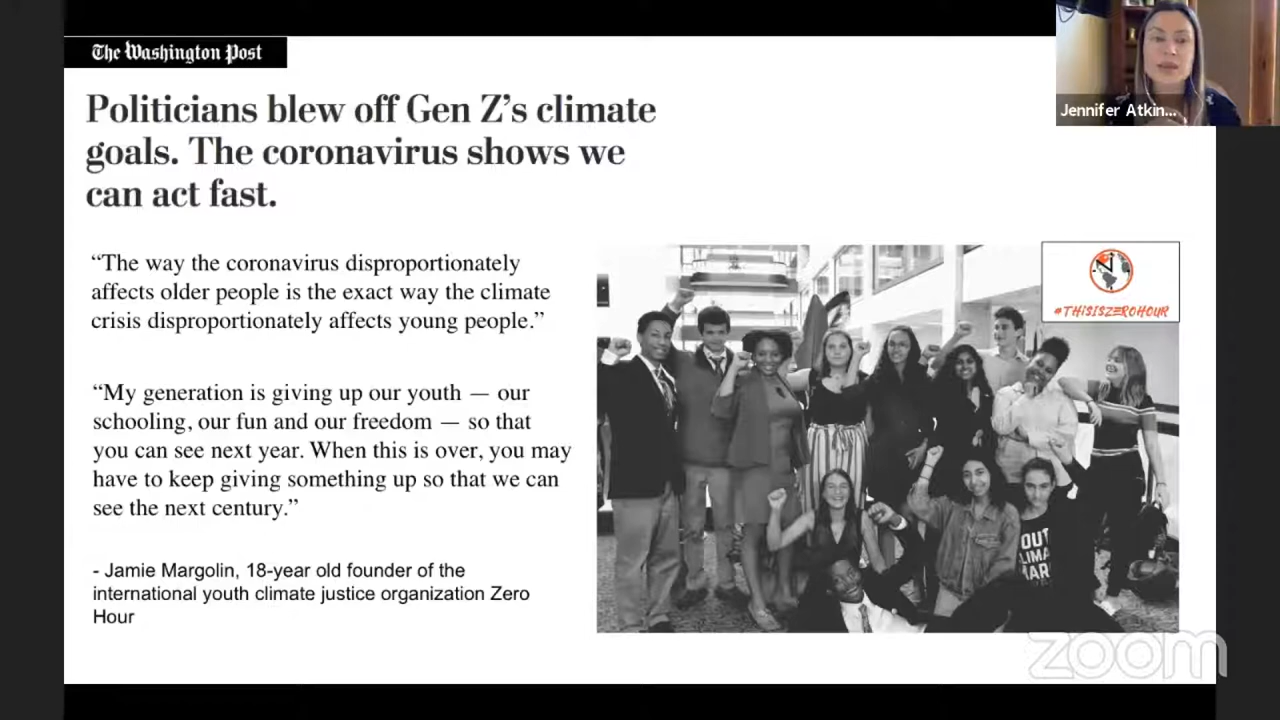 The Washington Post
Jennifer Atkin...
Politicians blew off Gen Z’s climate
goals. The coronavirus shows we
can act fast.
“The way the coronavirus disproportionately
affects older people is the exact way the climate
crisis disproportionately affects young people.”
“My generation is giving up our youth — our
schooling, our fun and our freedom — so that
you can see next year. When this is over, you may
have to keep giving something up so that we can
see the next century.”
- Jamie Margolin, 18-year old founder of the
international youth climate justice organization Zero
Hour
#THISISZEROHOUR
OUT
LIMA
MAR
zoom